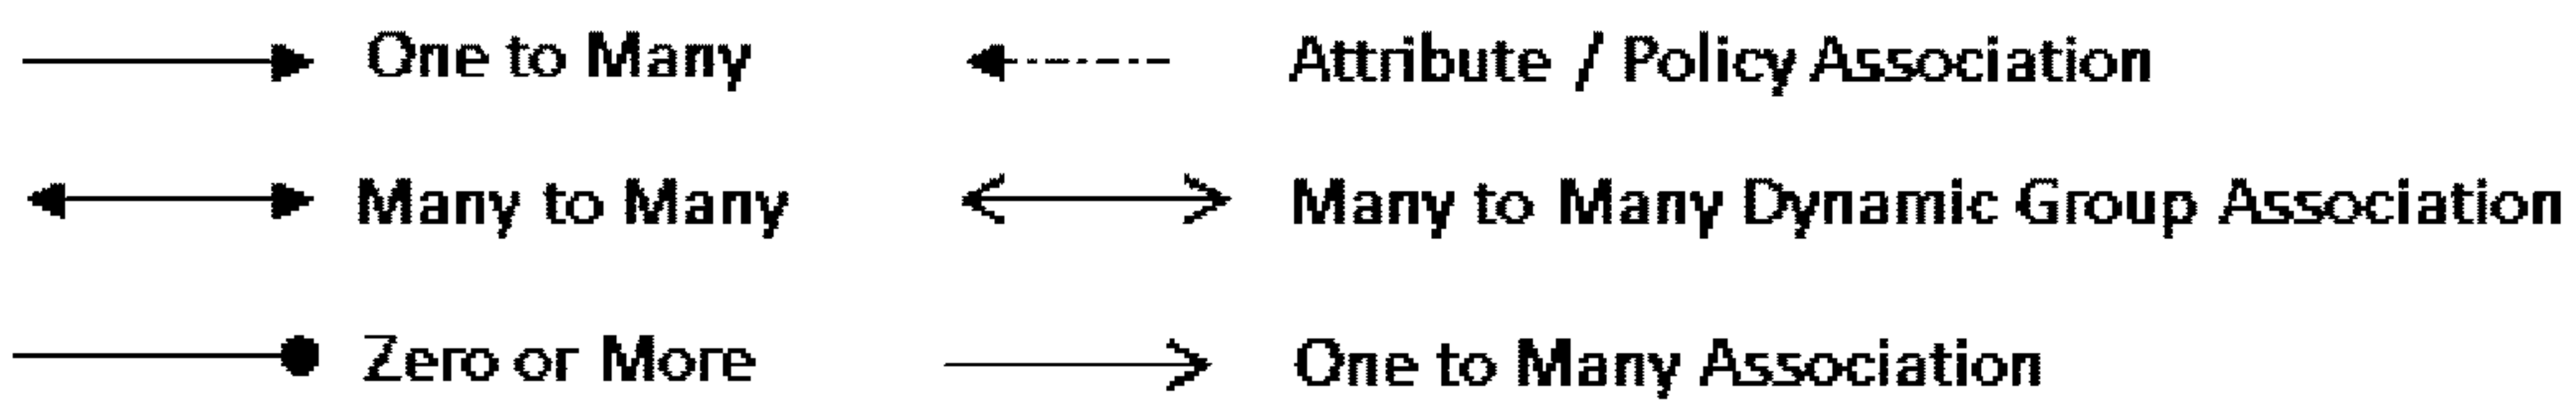 One to Many
Attribute / Policy Association
Many to Many
Many to Many Dynamic Group Association
Zero or More
One to Many Association